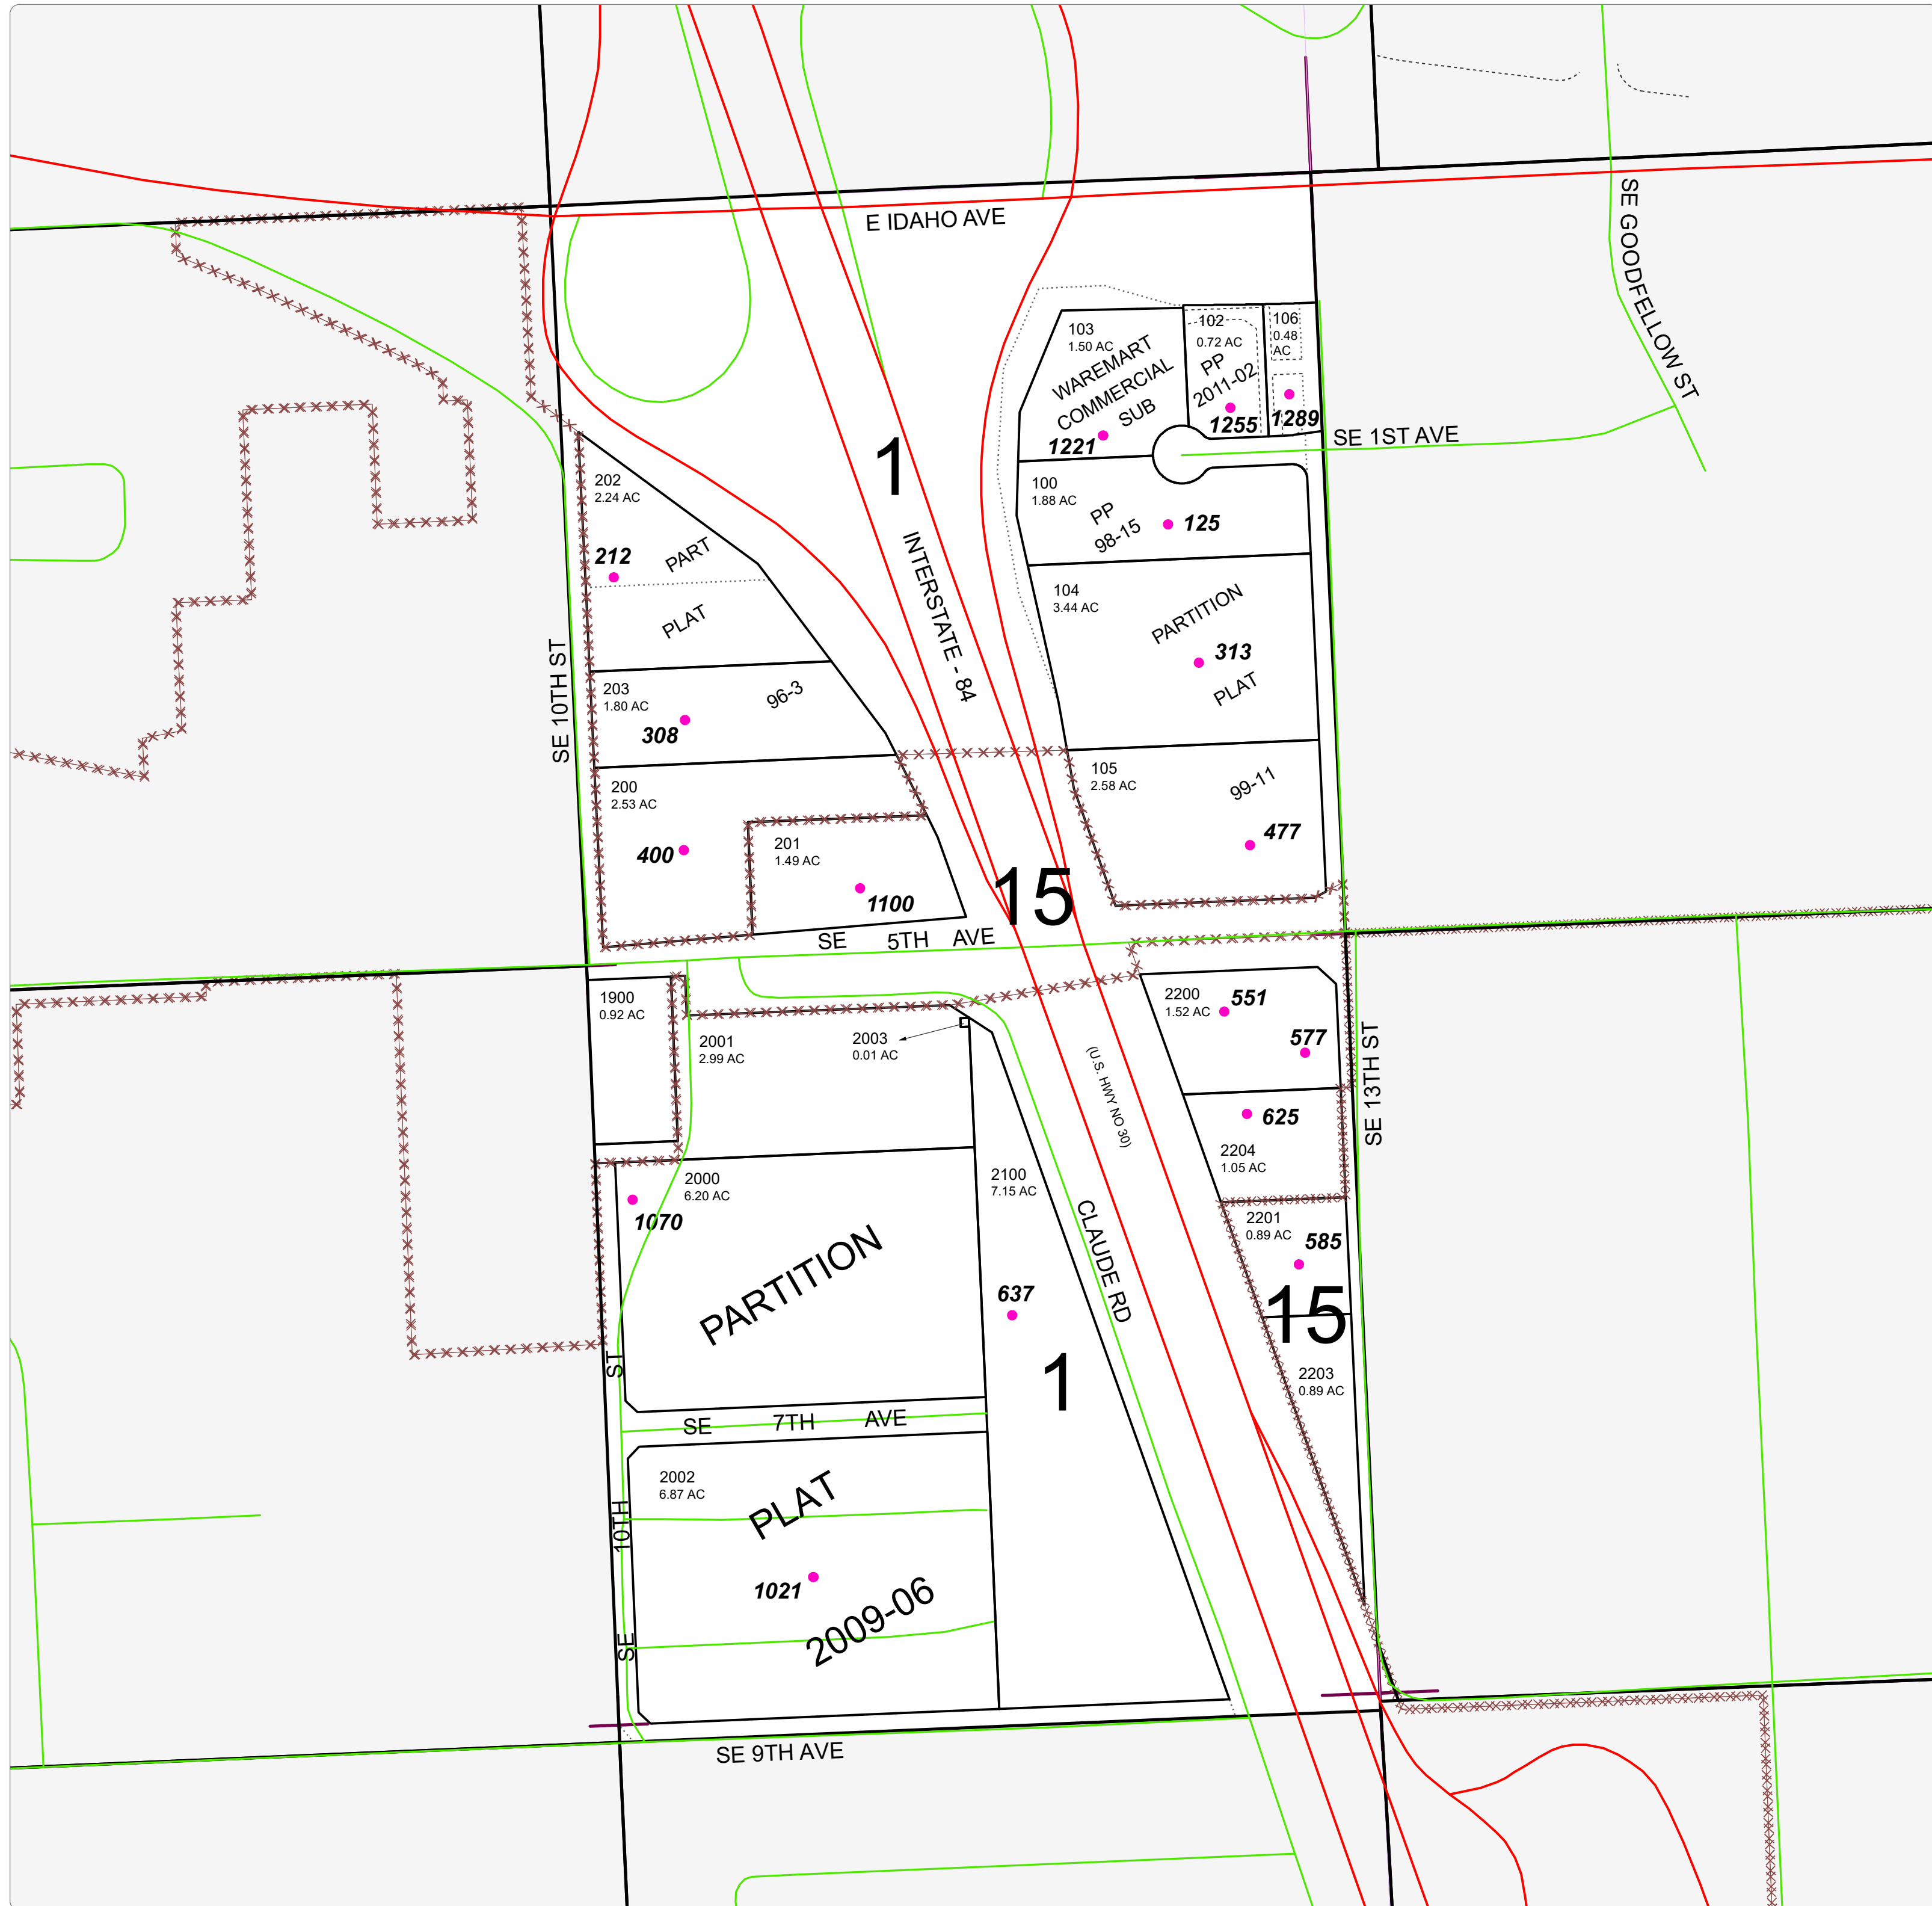 E IDAHO AVE
SE GOODFELLOW ST
103
1.50 AC
WAREMART
COMMERCIAL
SUB
1221
102
0.72 AC
PP
2011-02
1255
106
0.48
AC
1289
SE 1ST AVE
1
INTERSTATE - 84
202
2.24 AC
212
PART
PLAT
100
1.88 AC
PP
98-15
125
104
3.44 AC
PARTITION
313
PLAT
SE 10TH ST
203
1.80 AC
308
96-3
105
2.58 AC
99-11
477
200
2.53 AC
400
201
1.49 AC
1100
15
SE 5TH AVE
1900
0.92 AC
2001
2.99 AC
2003
0.01 AC
2200
1.52 AC
551
577
(U.S. HWY NO 30)
SE 13TH ST
625
2204
1.05 AC
2000
6.20 AC
1070
2100
7.15 AC
CLAUDE RD
2201
0.89 AC
585
15
PARTITION
637
1
2203
0.89 AC
SE 7TH AVE
SE 10TH ST
2002
6.87 AC
PLAT
1021
2009-06
SE 9TH AVE